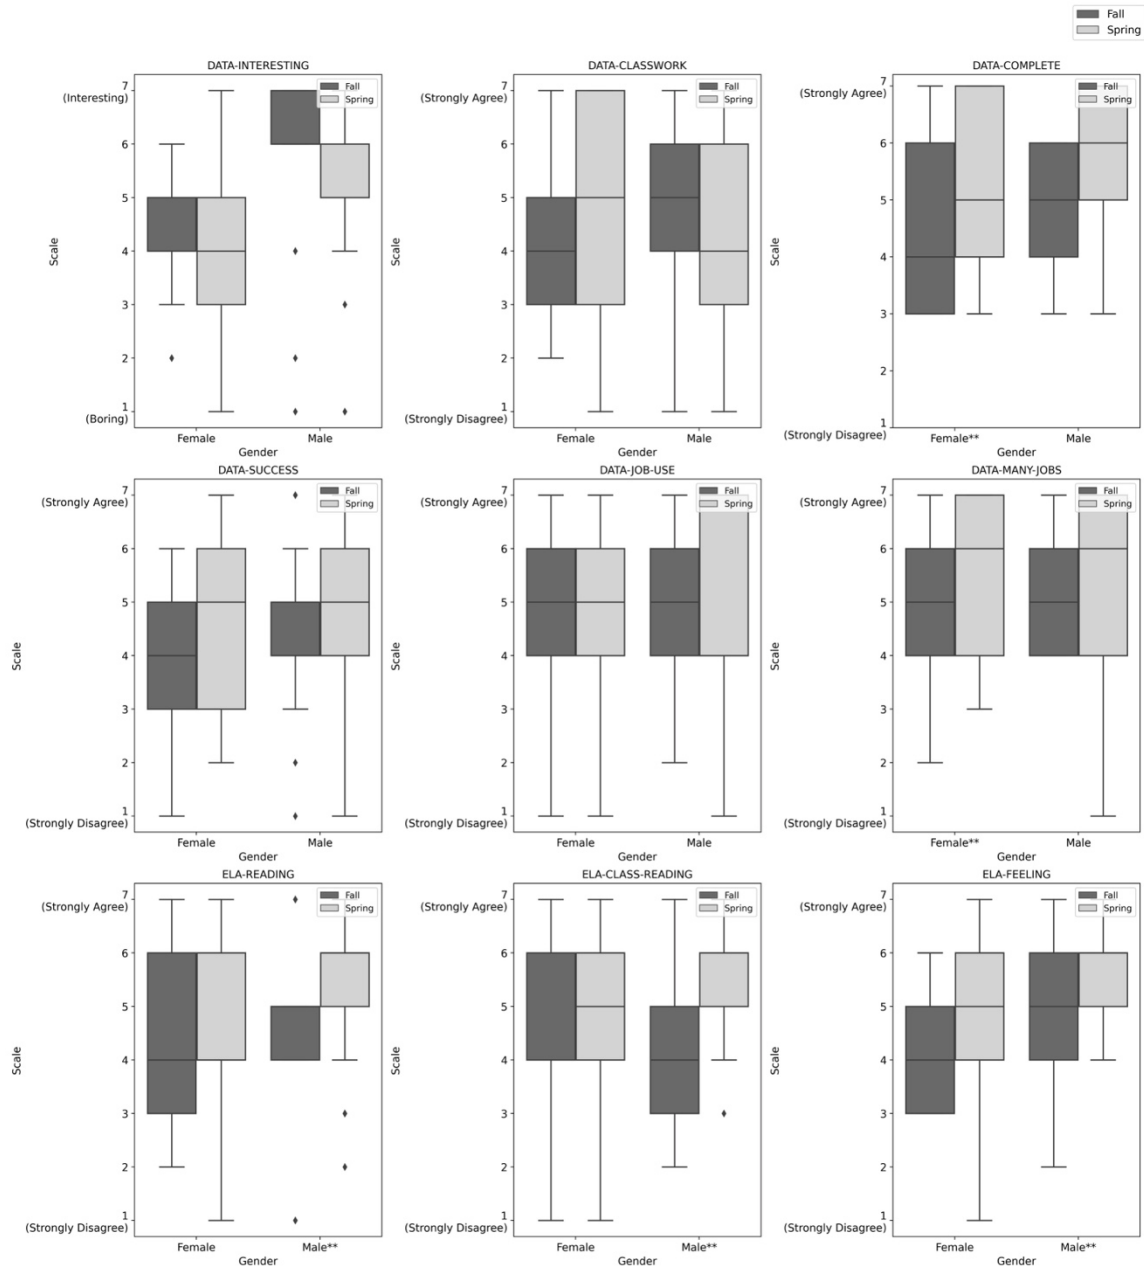 Fall
Spring
DATA-INTERESTING
7
(Interesting)
6
5
4
3
2
1
(Boring)
Scale
Female
Male
Gender
Fall
Spring
DATA-CLASSWORK
7
(Strongly Agree)
6
5
4
3
2
1
(Strongly Disagree)
Scale
Female
Male
Gender
Fall
Spring
DATA-COMPLETE
7
(Strongly Agree)
6
5
4
3
2
1
(Strongly Disagree)
Scale
Female**
Male
Gender
Fall
Spring
DATA-SUCCESS
7
(Strongly Agree)
6
5
4
3
2
1
(Strongly Disagree)
Scale
Female
Male
Gender
Fall
Spring
DATA-JOB-USE
7
(Strongly Agree)
6
5
4
3
2
1
(Strongly Disagree)
Scale
Female
Male
Gender
Fall
Spring
DATA-MANY-JOBS
7
(Strongly Agree)
6
5
4
3
2
1
(Strongly Disagree)
Scale
Female**
Male
Gender
Fall
Spring
ELA-READING
7
(Strongly Agree)
6
5
4
3
2
1
(Strongly Disagree)
Scale
Female
Male**
Gender
Fall
Spring
ELA-CLASS-READING
7
(Strongly Agree)
6
5
4
3
2
1
(Strongly Disagree)
Scale
Female
Male**
Gender
Fall
Spring
ELA-FEELING
7
(Strongly Agree)
6
5
4
3
2
1
(Strongly Disagree)
Scale
Female
Male**
Gender
Fall
Spring